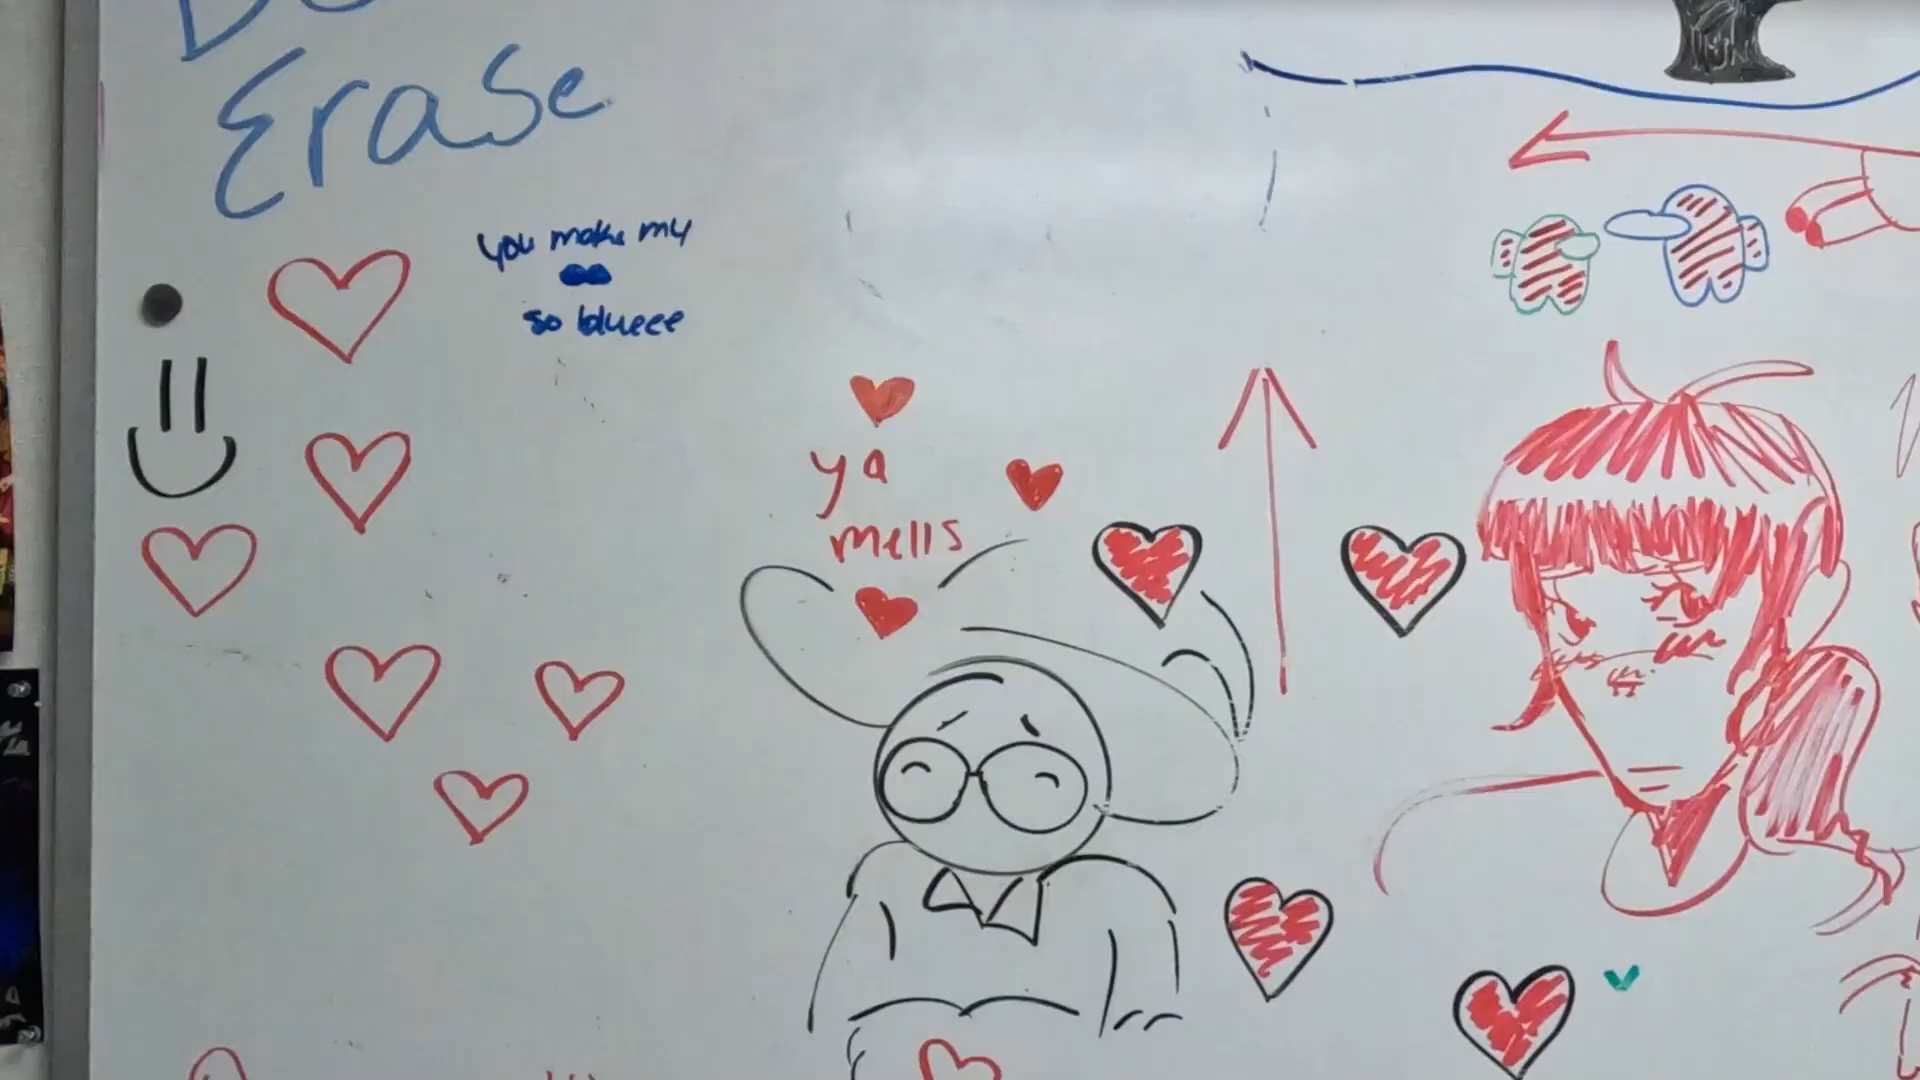 Erase
you make my
so blueee
ya
mells